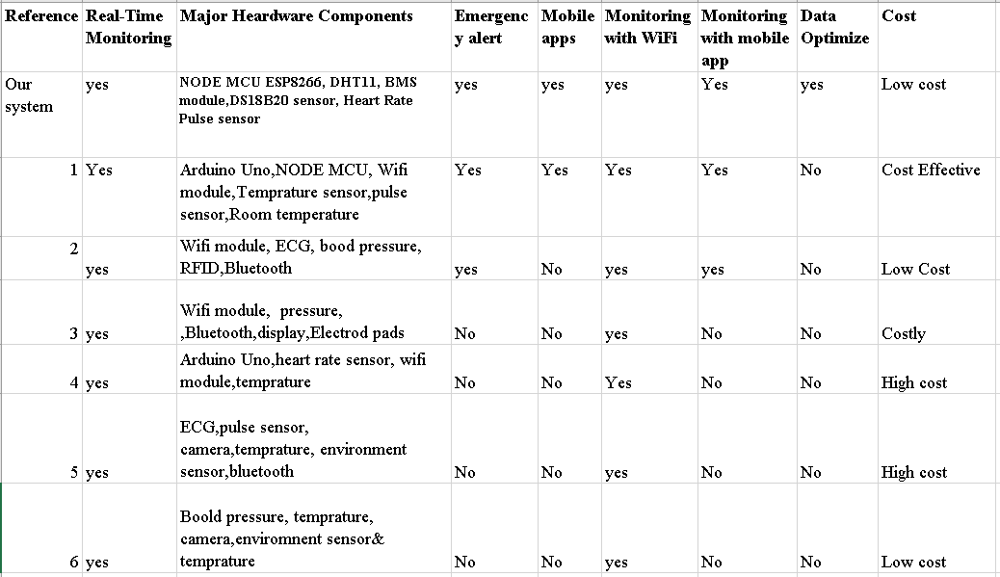 Reference Real-Time Monitoring Major Heardware Components Emergenc y alert Mobile apps Monitoring with WiFi Monitoring with mobile app Data Optimize Cost
Our system yes NODE MCU ESP8266, DHT11, BMS module,DS18B20 sensor, Heart Rate Pulse sensor yes yes yes Yes yes Low cost
1 Yes Arduino Uno,NODE MCU, Wifi module,Temprature sensor,pulse sensor,Room temperature Yes Yes Yes Yes No Cost Effective
2 yes Wifi module, ECG, bood pressure, RFID,Bluetooth yes No yes yes No Low Cost
3 yes Wifi module, pressure, ,Bluetooth,display,Electrod pads No No yes No No Costly
4 yes Arduino Uno,heart rate sensor, wifi module,temprature No No Yes No No High cost
5 yes ECG,pulse sensor, camera,temprature, environment sensor,bluetooth No No yes No No High cost
6 yes Boold pressure, temprature, camera,enviromnent sensor& temprature No No yes No No Low cost